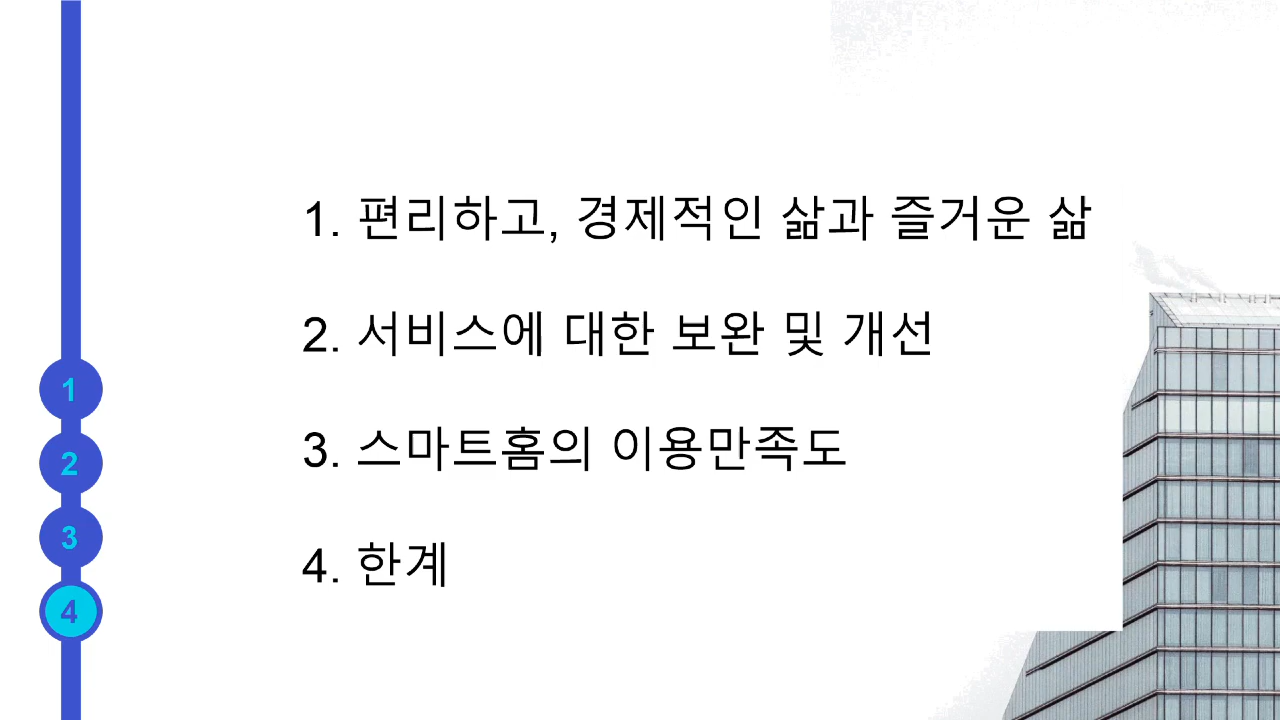 1. 편리하고, 경제적인 삶과 즐거운 삶
2. 서비스에 대한 보완 및 개선
3. 스마트홈의 이용만족도
4. 한계
1
2
3
4